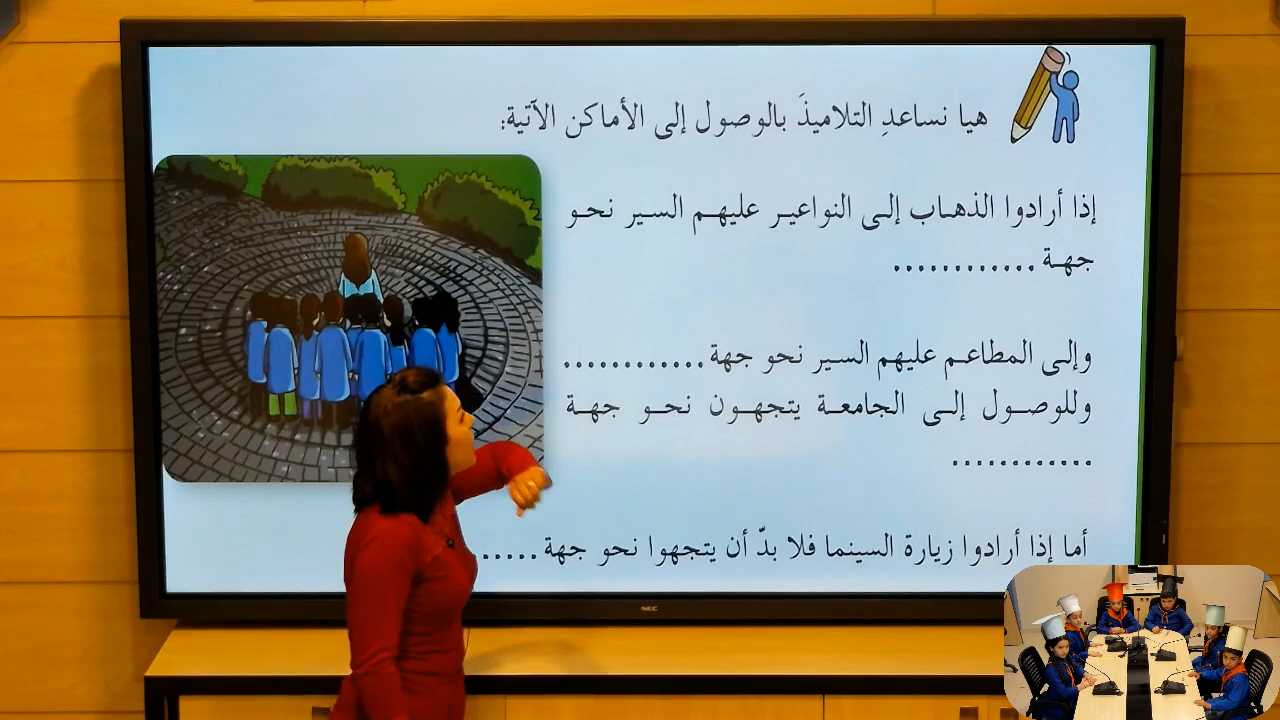 هيا نساعدِ التلاميذَ بالوصول إلى الأماكن الآتية:
إذا أرادوا الذهاب إلى النواعير عليهم السير نحو
جهة ............
وإلى المطاعم عليهم السير نحو جهة ............
وللوصول إلى الجامعة يتجهون نحو جهة
............
أما إذا أرادوا زيارة السينما فلا بدّ أن يتجهوا نحو جهة .....
NEC